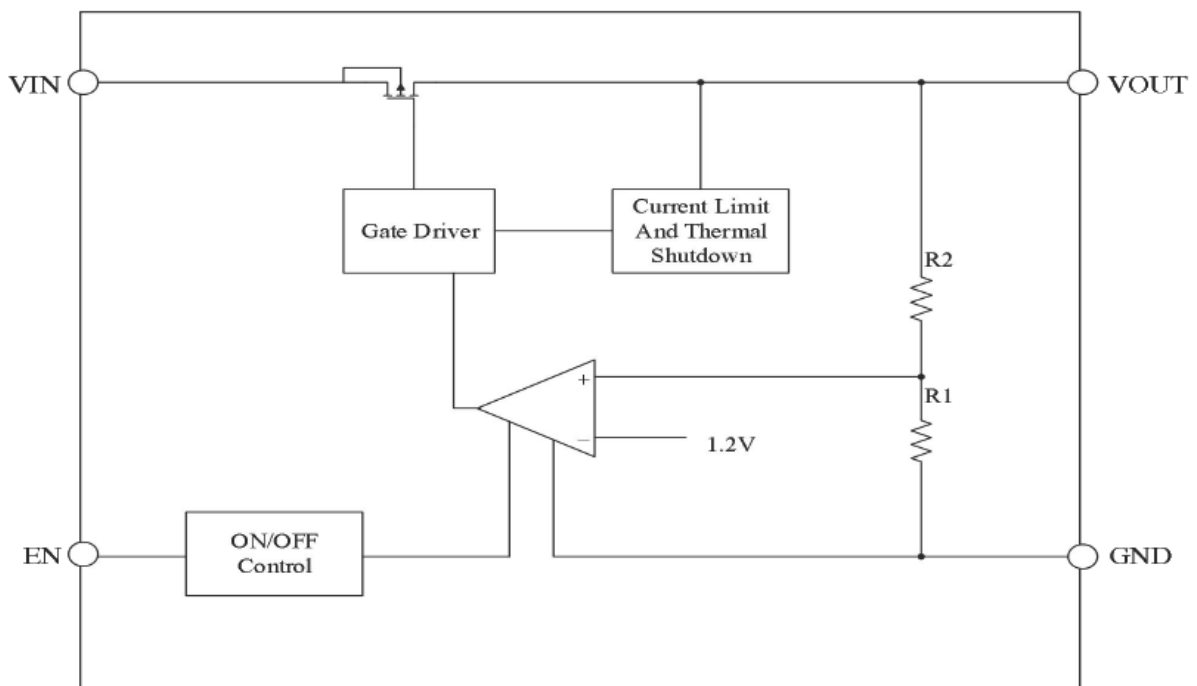 VIN
VOUT
Gate Driver
Current Limit
And Thermal
Shutdown
R2
+
R1
−
1.2V
EN
ON/OFF
Control
GND